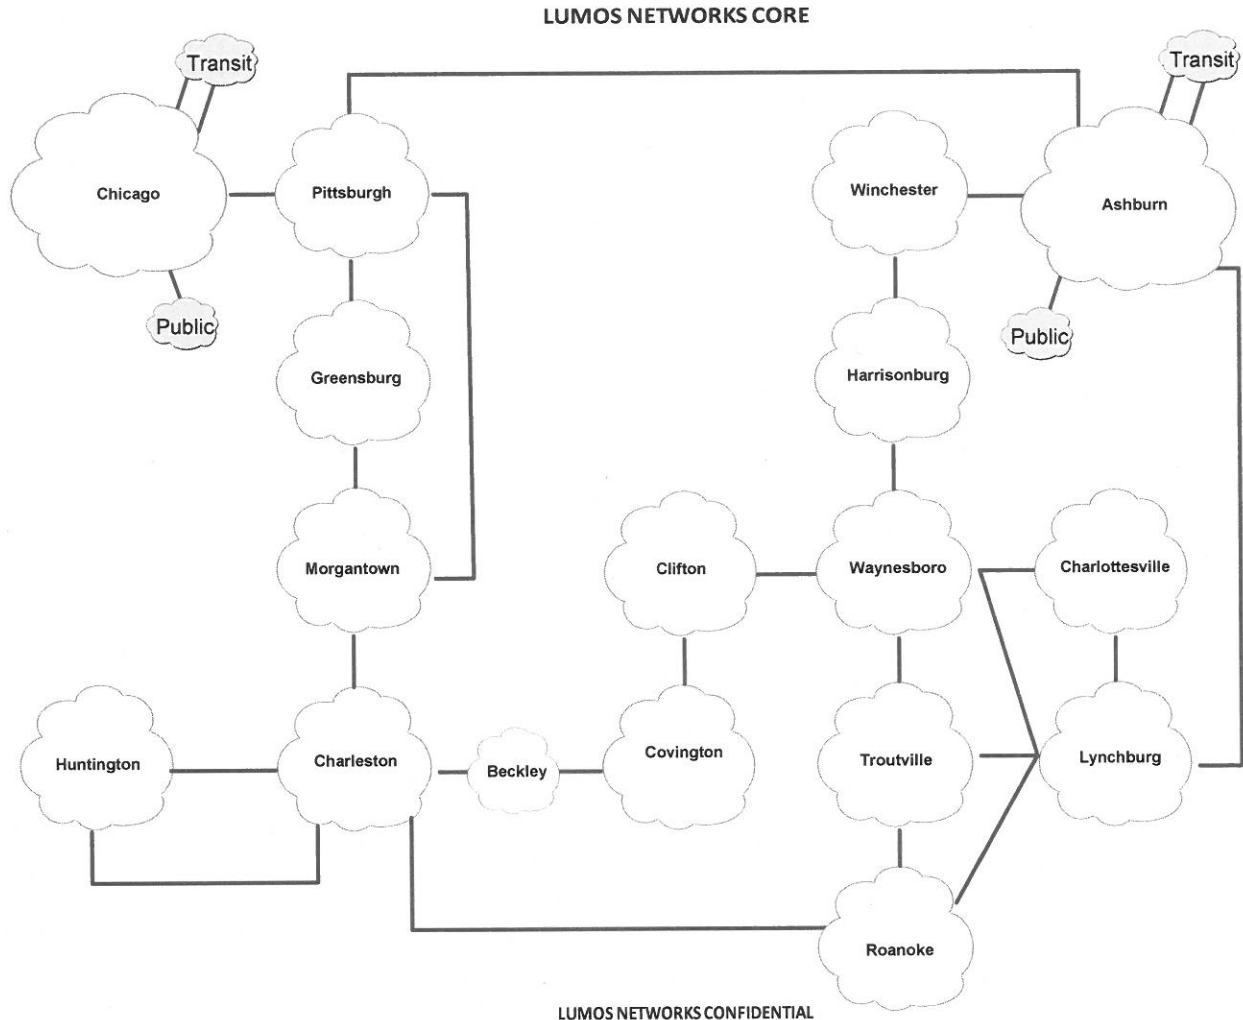 LUMOS NETWORKS CORE
Transit
Transit
Chicago
Pittsburgh
Winchester
Ashburn
Public
Public
Greensburg
Harrisonburg
Morgantown
Clifton
Waynesboro
Charlottesville
Huntington
Charleston
Beckley
Covington
Troutville
Lynchburg
Roanoke
LUMOS NETWORKS CONFIDENTIAL